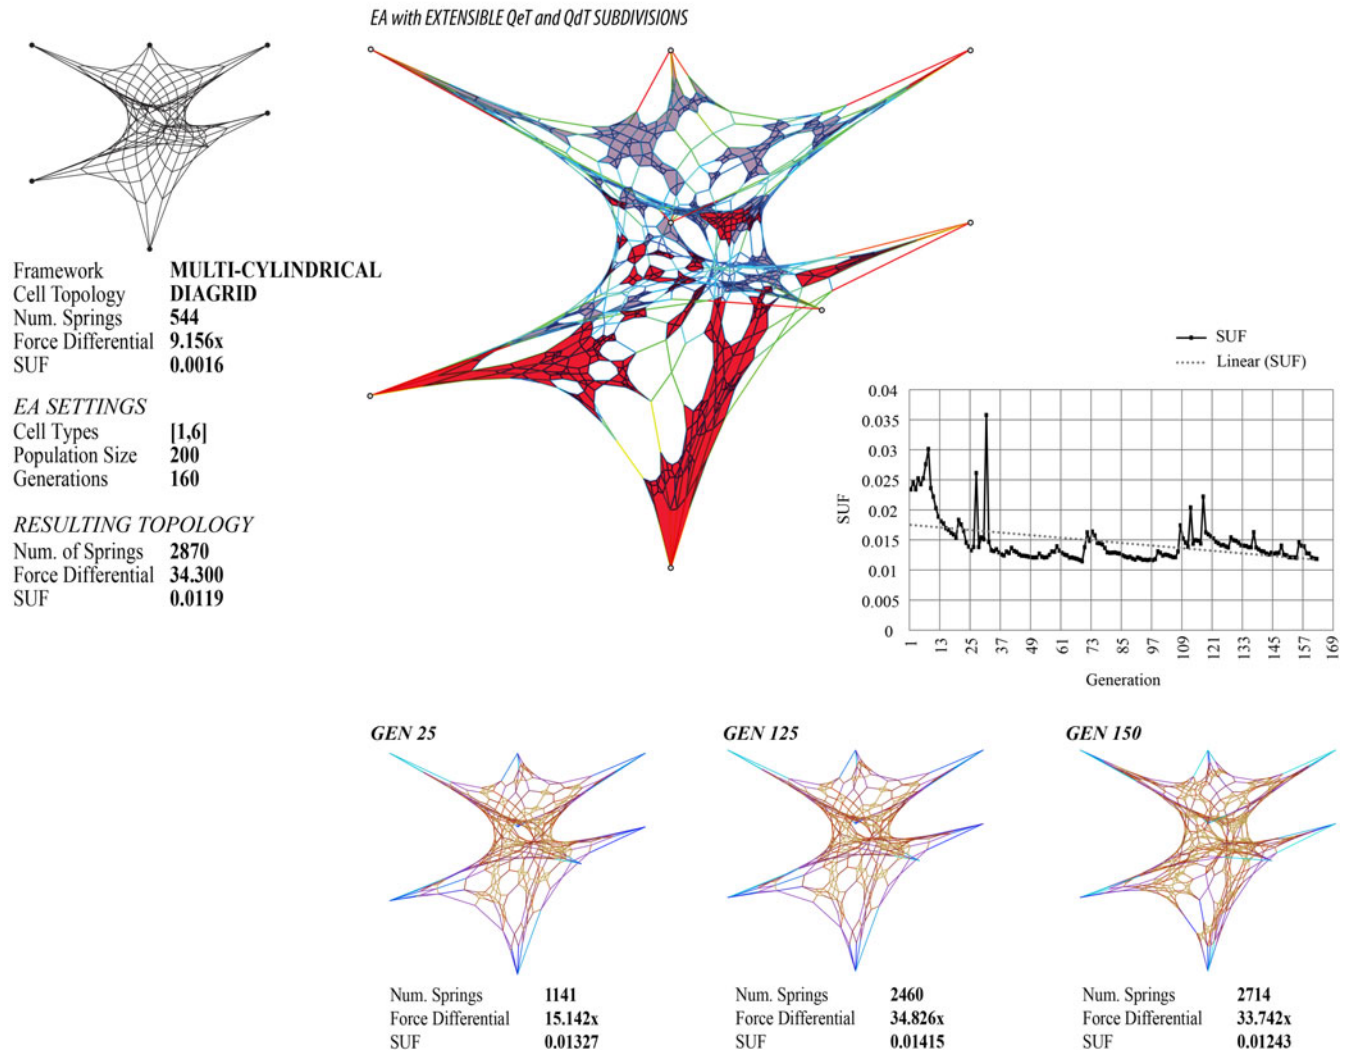 EA with EXTENSIBLE QeT and QdT SUBDIVISIONS
Framework MULTI-CYLINDRICAL
Cell Topology DIAGRID
Num. Springs 544
Force Differential 9.156x
SUF 0.0016
EA SETTINGS
Cell Types [1,6]
Population Size 200
Generations 160
RESULTING TOPOLOGY
Num. of Springs 2870
Force Differential 34.300
SUF 0.0119
SUF
Linear (SUF)
0.04
0.035
0.03
0.025
0.02
0.015
0.01
0.005
0
SUF
1 13 25 37 49 61 73 85 97 109 121 133 145 157 169
Generation
GEN 25
Num. Springs 1141
Force Differential 15.142x
SUF 0.01327
GEN 125
Num. Springs 2460
Force Differential 34.826x
SUF 0.01415
GEN 150
Num. Springs 2714
Force Differential 33.742x
SUF 0.01243